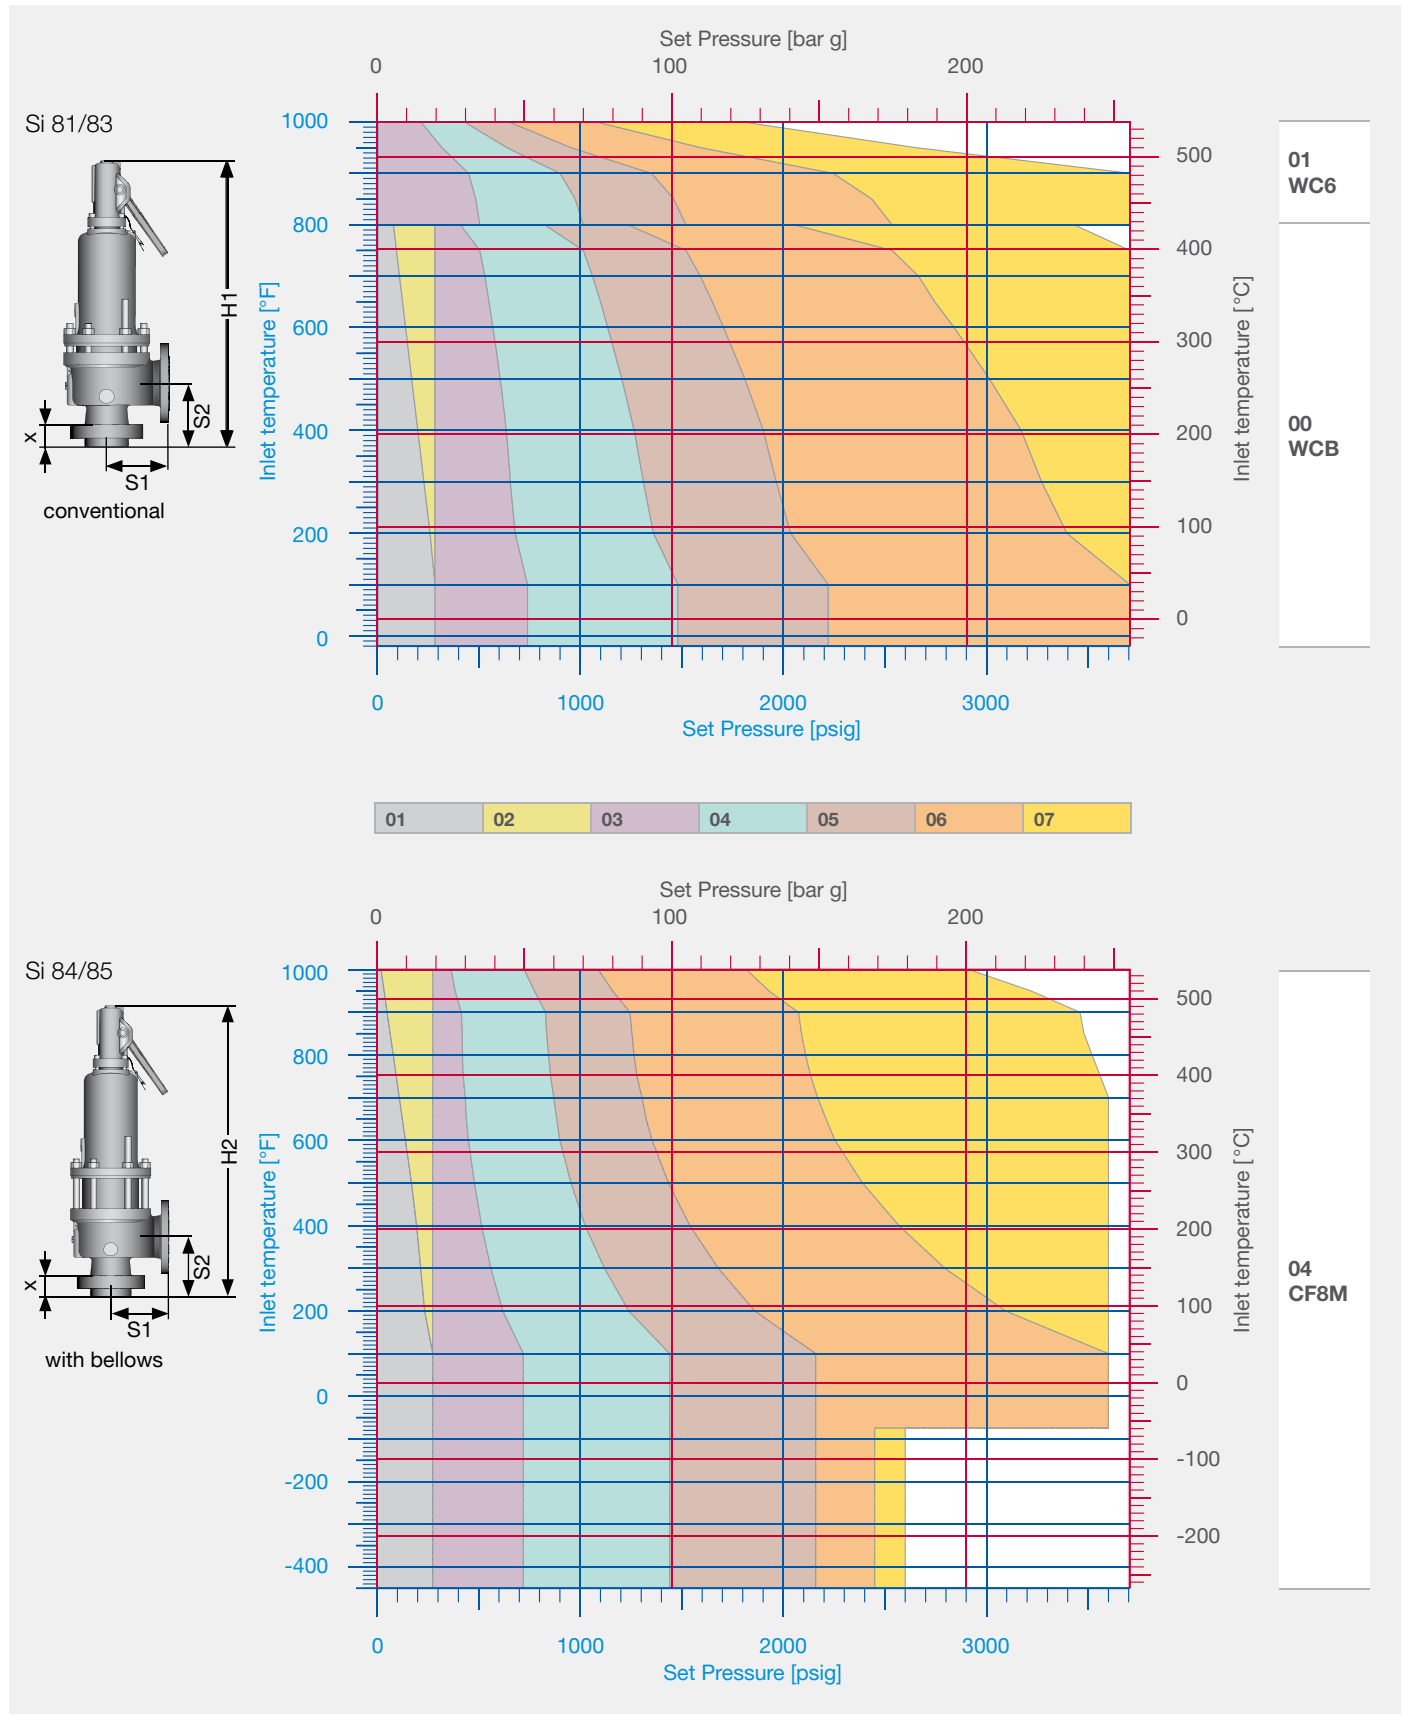 Set Pressure [bar g]
0 100 200
Si 81/83
1000
800
600
400
200
0
Inlet temperature [°F]
500
400
300
200
100
0
Inlet temperature [°C]
01
WC6
00
WCB
H1
S2
x
S1
conventional
0 1000 2000 3000
Set Pressure [psig]
01 02 03 04 05 06 07
Set Pressure [bar g]
0 100 200
Si 84/85
1000
800
600
400
200
0
-200
-400
Inlet temperature [°F]
500
400
300
200
100
0
-100
-200
Inlet temperature [°C]
04
CF8M
H2
S2
x
S1
with bellows
0 1000 2000 3000
Set Pressure [psig]